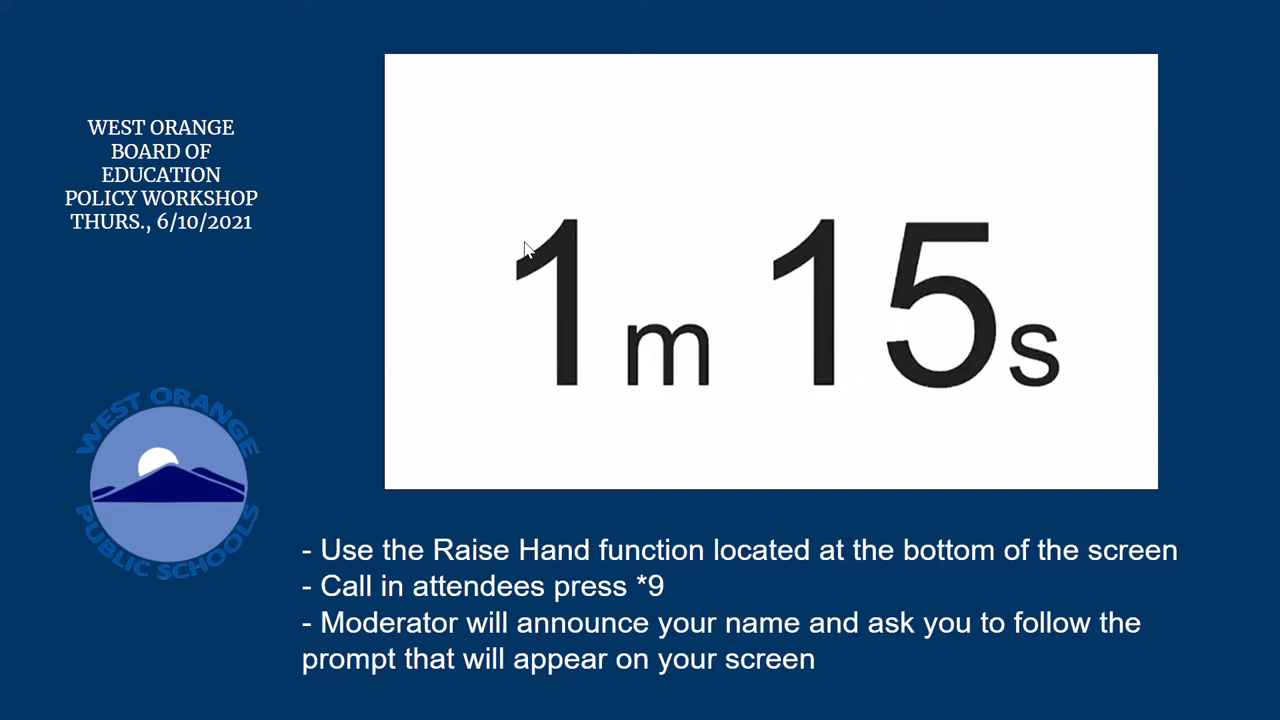 WEST ORANGE
BOARD OF
EDUCATION
POLICY WORKSHOP
THURS., 6/10/2021
1m 15s
WEST ORANGE
PUBLIC SCHOOLS
- Use the Raise Hand function located at the bottom of the screen
- Call in attendees press *9
- Moderator will announce your name and ask you to follow the
prompt that will appear on your screen